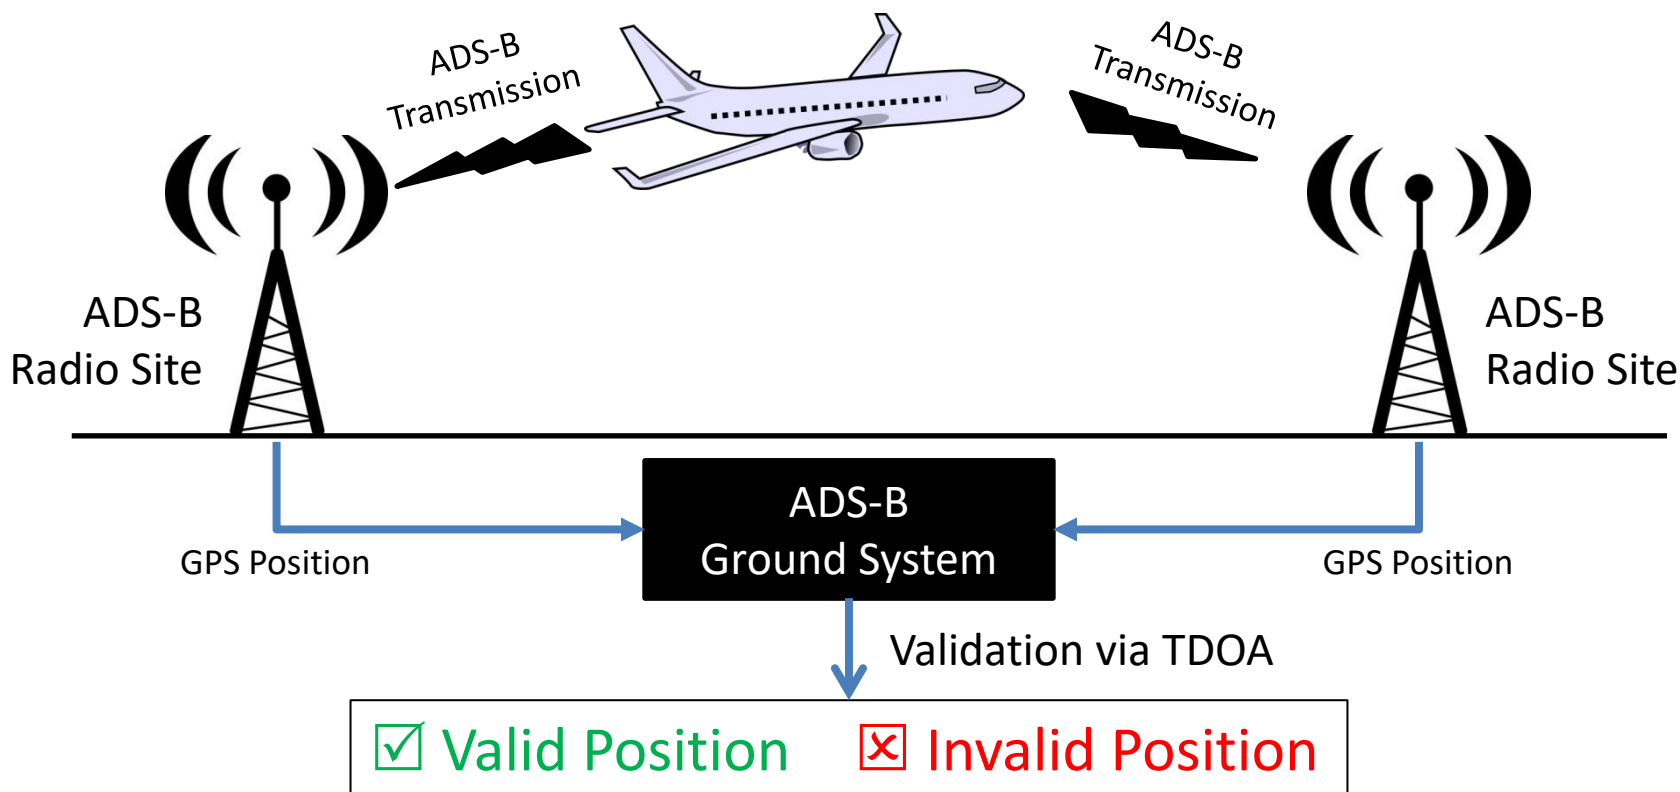 ADS-B
Transmission
ADS-B
Transmission
ADS-B
Radio Site
ADS-B
Radio Site
ADS-B
Ground System
GPS Position
GPS Position
Validation via TDOA
Valid Position
Invalid Position